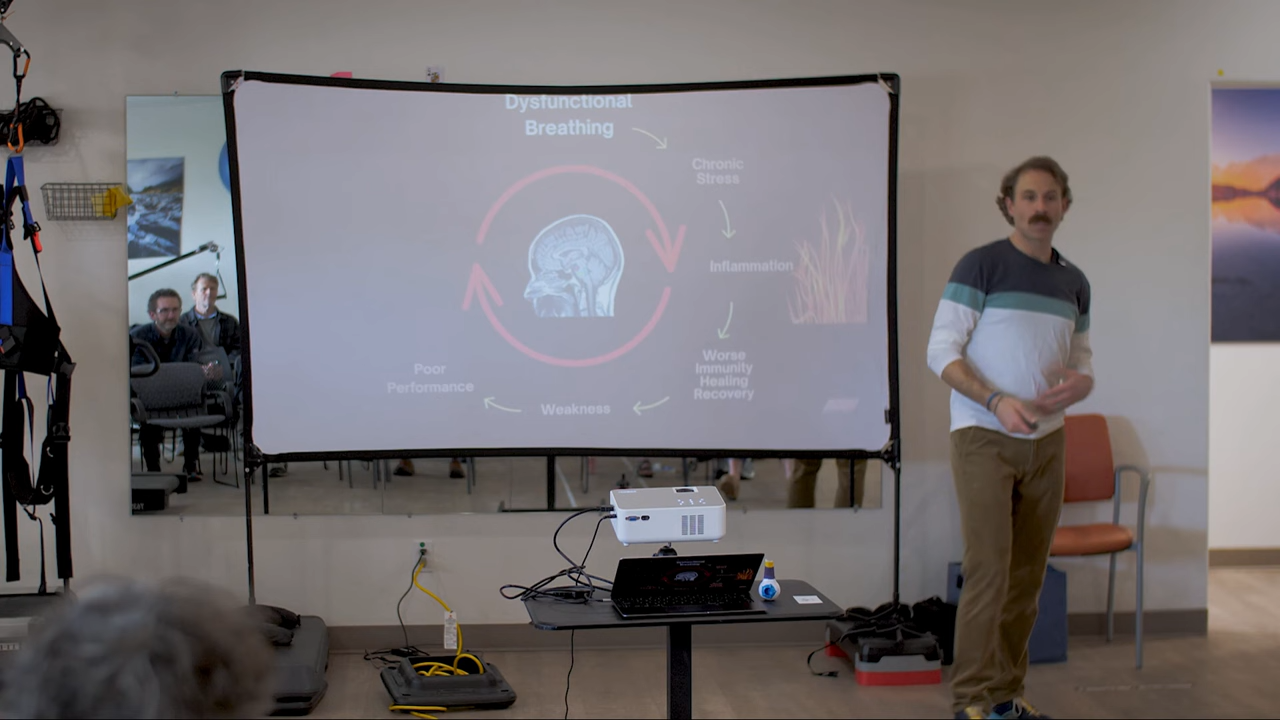 Dysfunctional
Breathing
Chronic
Stress
Inflammation
Worse
Immunity
Healing
Recovery
Weakness
Poor
Performance